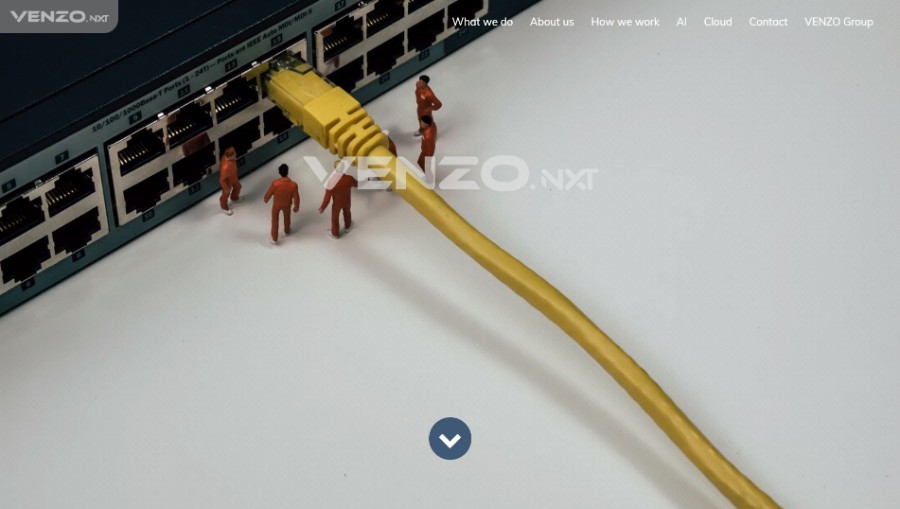 VENZO.NXT
What we do
About us
How we work
AI
Cloud
Contact
VENZO Group
10/100/1000Base-T Ports (1 - 24T) — Ports are IEEE Auto MDI/MDI-X
VENZO.NXT